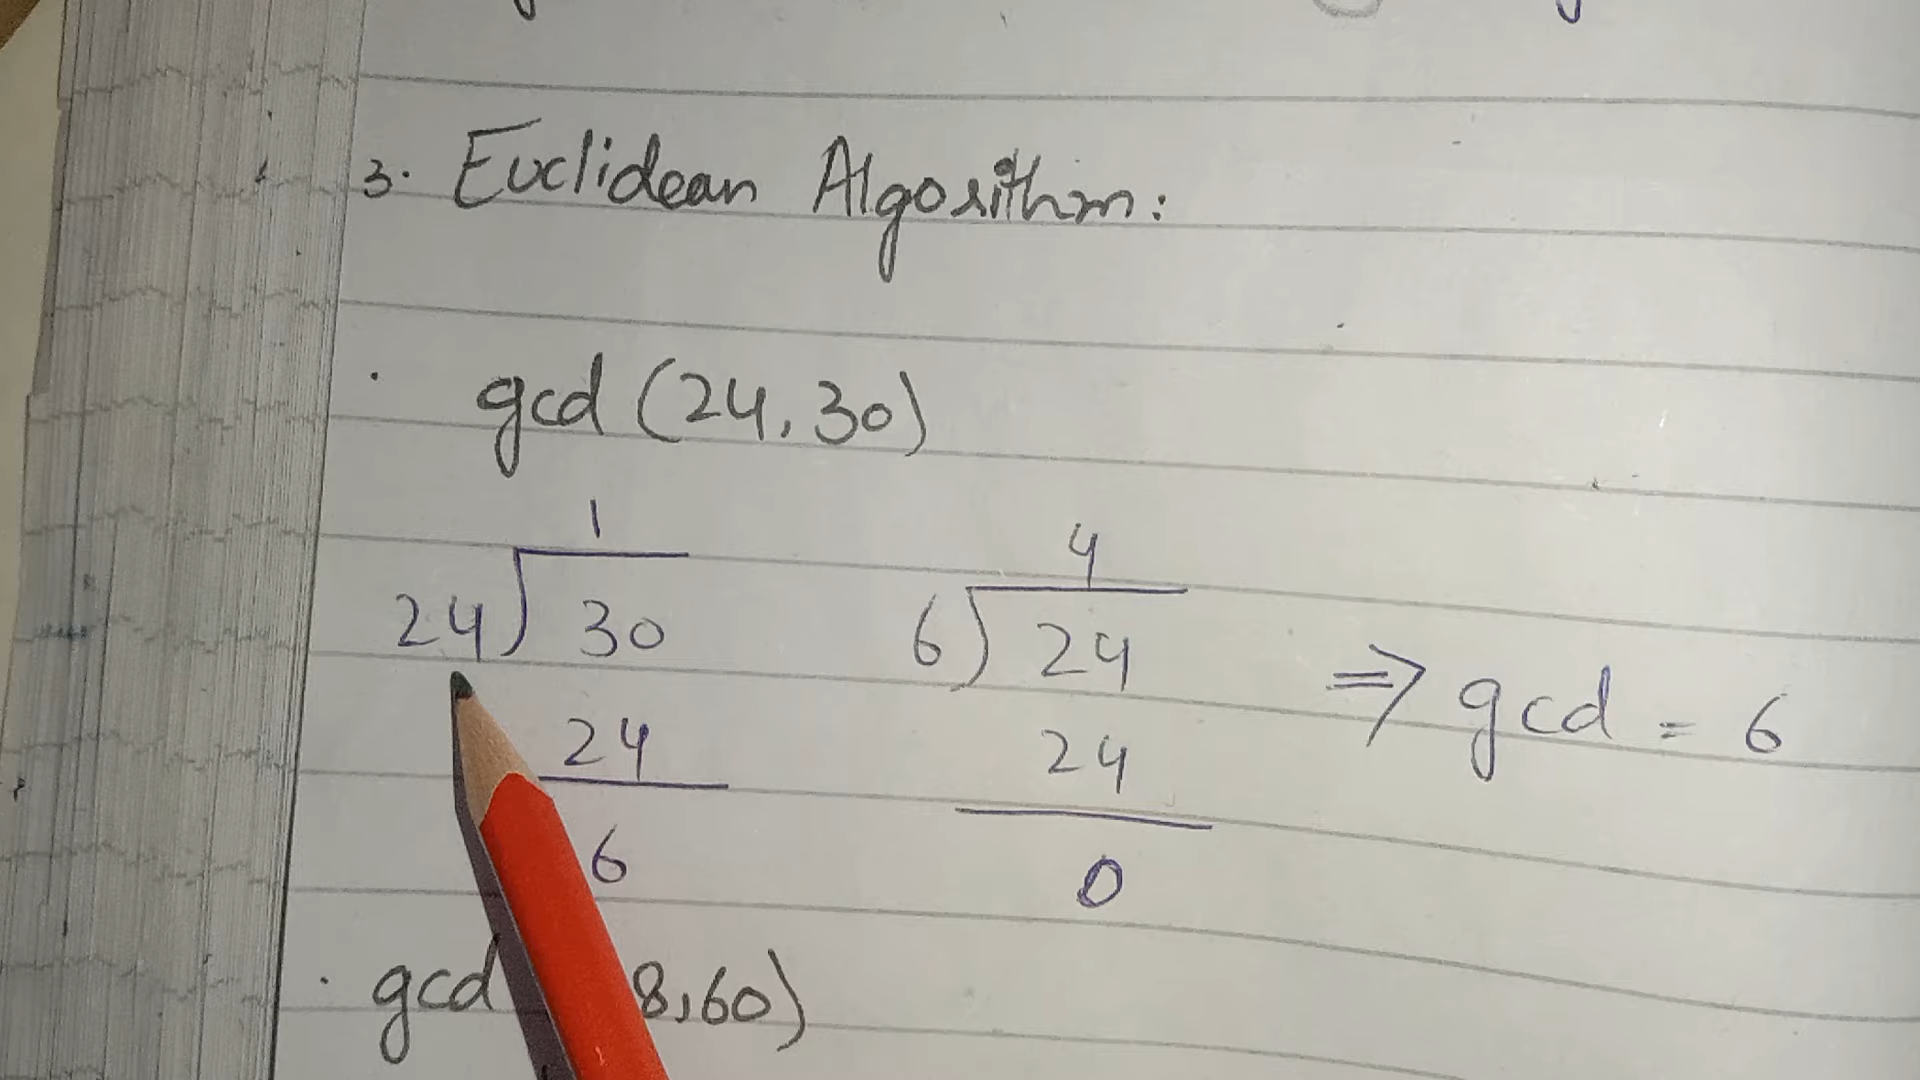 3. Euclidean Algorithm:
· gcd (24, 30)
1
24) 30
24
6
4
6) 24
24
0
⇒ gcd = 6
· gcd 8,60)